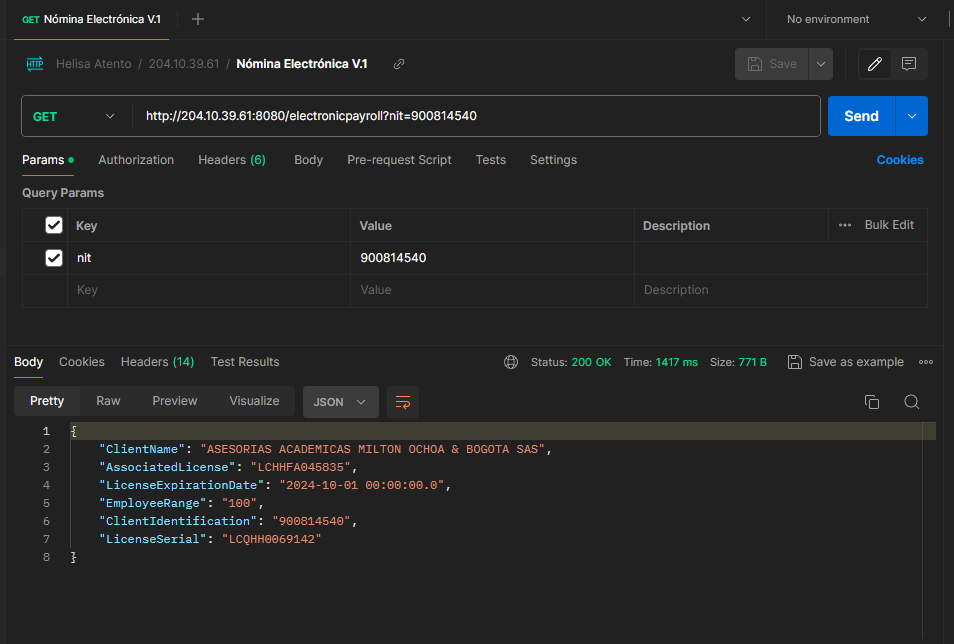 GET Nómina Electrónica V.1
No environment
HTTP Helisa Atento / 204.10.39.61 / Nómina Electrónica V.1
Save
GET http://204.10.39.61:8080/electronicpayroll?nit=900814540 Send
Params Authorization Headers (6) Body Pre-request Script Tests Settings Cookies
Query Params
Key Value Description ••• Bulk Edit
nit 900814540
Key Value Description
Body Cookies Headers (14) Test Results Status: 200 OK Time: 1417 ms Size: 771 B Save as example
Pretty Raw Preview Visualize JSON
1 {
2 "ClientName": "ASESORIAS ACADEMICAS MILTON OCHOA & BOGOTA SAS",
3 "AssociatedLicense": "LCHHFA045835",
4 "LicenseExpirationDate": "2024-10-01 00:00:00.0",
5 "EmployeeRange": "100",
6 "ClientIdentification": "900814540",
7 "LicenseSerial": "LCQHH0069142"
8 }